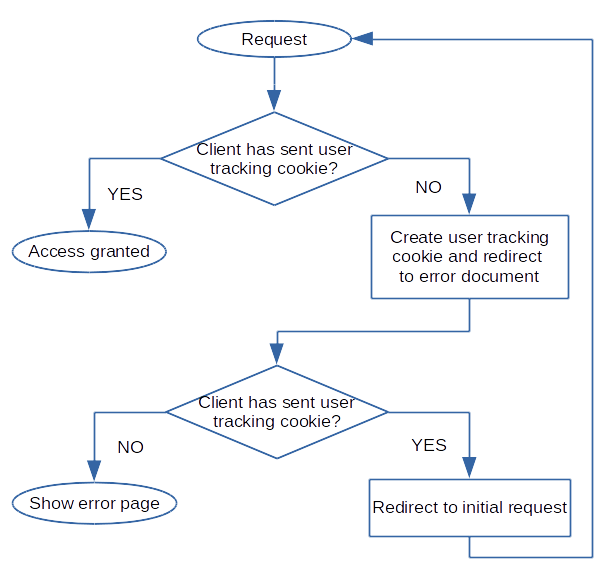 Request
Client has sent user
tracking cookie?
YES
NO
Access granted
Create user tracking
cookie and redirect
to error document
Client has sent user
tracking cookie?
NO
YES
Show error page
Redirect to initial request